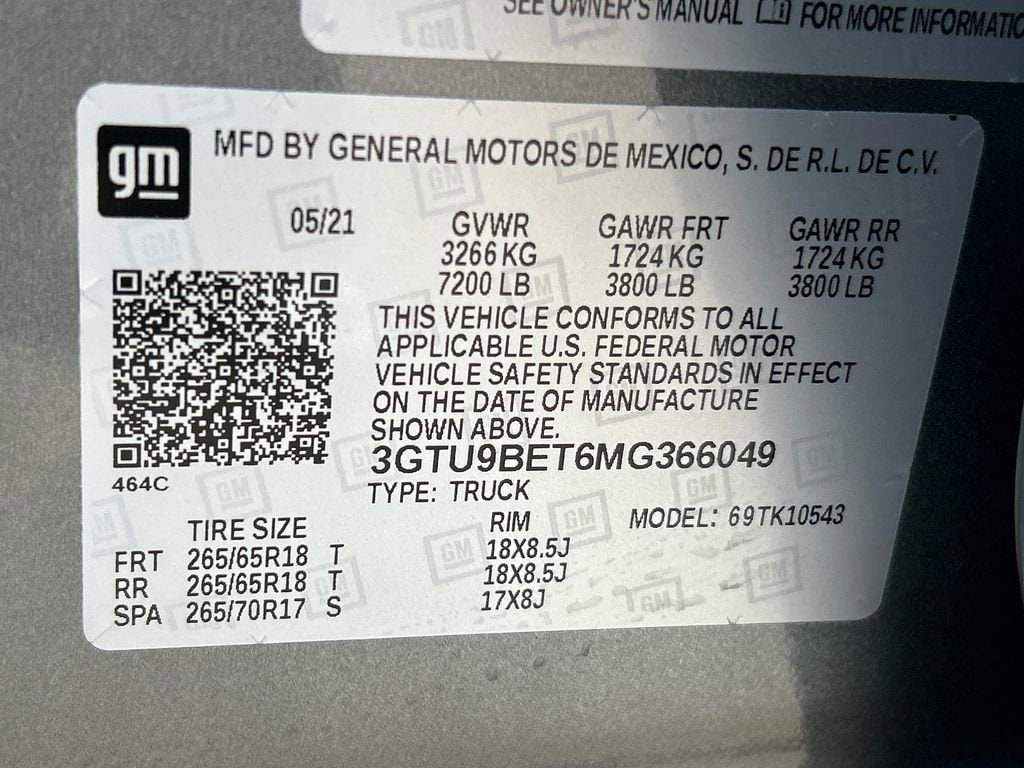 SEE OWNER'S MANUAL FOR MORE INFORMATIO
gm
MFD BY GENERAL MOTORS DE MEXICO, S. DE R.L. DE C.V.
05/21 GVWR GAWR FRT GAWR RR
3266 KG 1724 KG 1724 KG
7200 LB 3800 LB 3800 LB
THIS VEHICLE CONFORMS TO ALL
APPLICABLE U.S. FEDERAL MOTOR
VEHICLE SAFETY STANDARDS IN EFFECT
ON THE DATE OF MANUFACTURE
SHOWN ABOVE.
3GTU9BET6MG366049
464C
TYPE: TRUCK
TIRE SIZE RIM MODEL: 69TK10543
FRT 265/65R18 T 18X8.5J
RR 265/65R18 T 18X8.5J
SPA 265/70R17 S 17X8J